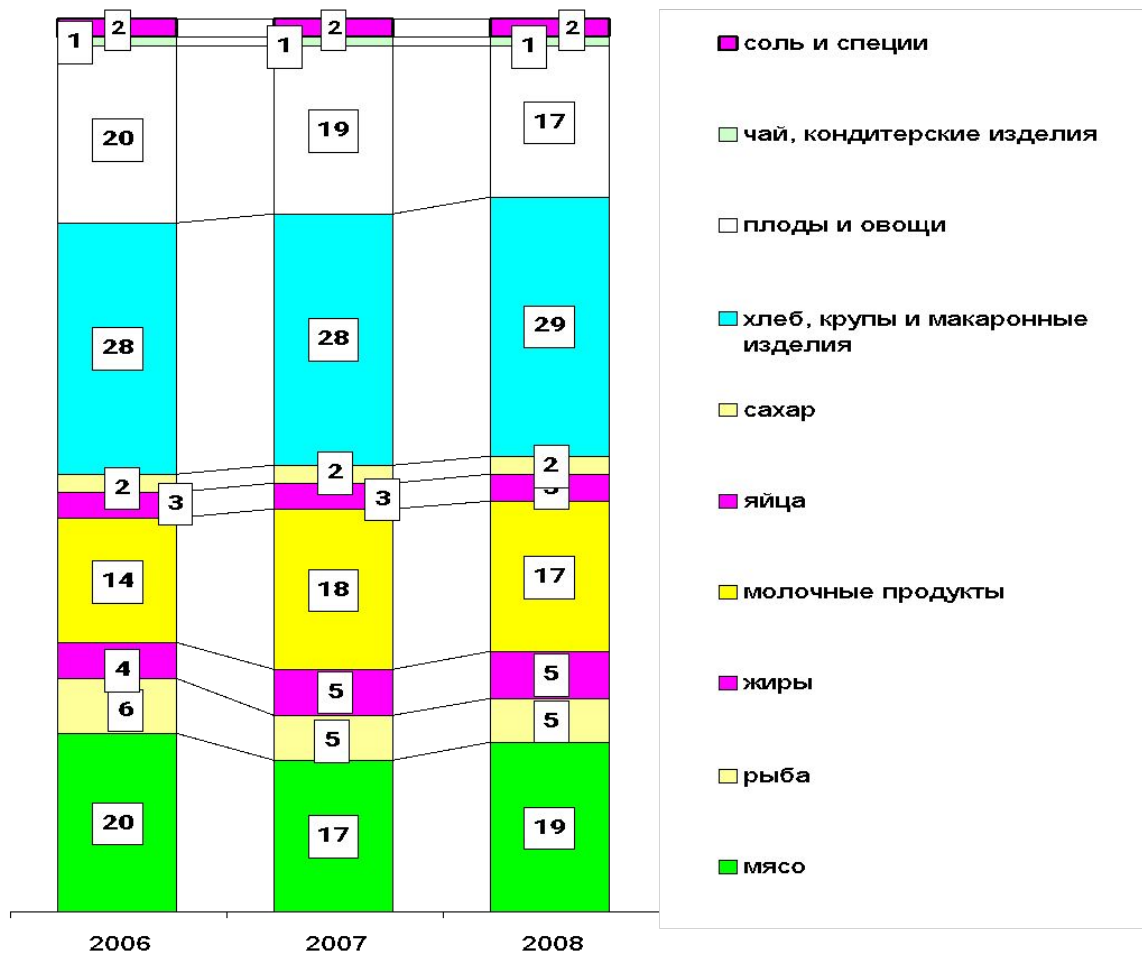 2 2 2
1 1 1
20 19 17
28 28 29
2 2 2
3 3
14 18 17
4 5 5
6 5 5
20 17 19
2006 2007 2008
соль и специи
чай, кондитерские изделия
плоды и овощи
хлеб, крупы и макаронные
изделия
сахар
яйца
молочные продукты
жиры
рыба
мясо